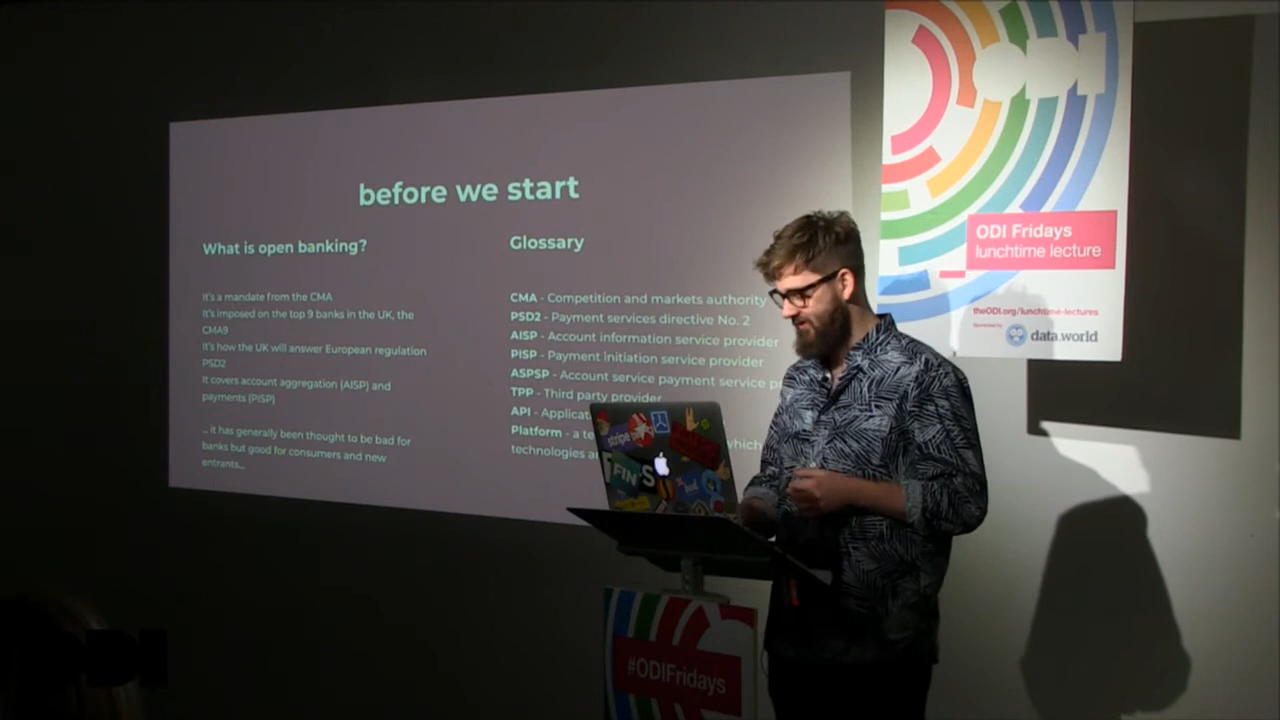 before we start
What is open banking?
It's a mandate from the CMA
It's imposed on the top 9 banks in the UK, the
CMA9
It's how the UK will answer European regulation
PSD2
It covers account aggregation (AISP) and
payments (PISP)
... it has generally been thought to be bad for
banks but good for consumers and new
entrants...
Glossary
CMA - Competition and markets authority
PSD2 - Payment services directive No. 2
AISP - Account information service provider
PISP - Payment initiation service provider
ASPSP - Account service payment service
TPP - Third party provider
API -
Platform - a
which
technologies
ODI Fridays
lunchtime lecture
theODI.org/lunchtime-lectures
Sponsored by
data.world
stripe
FIN
#ODIFridays